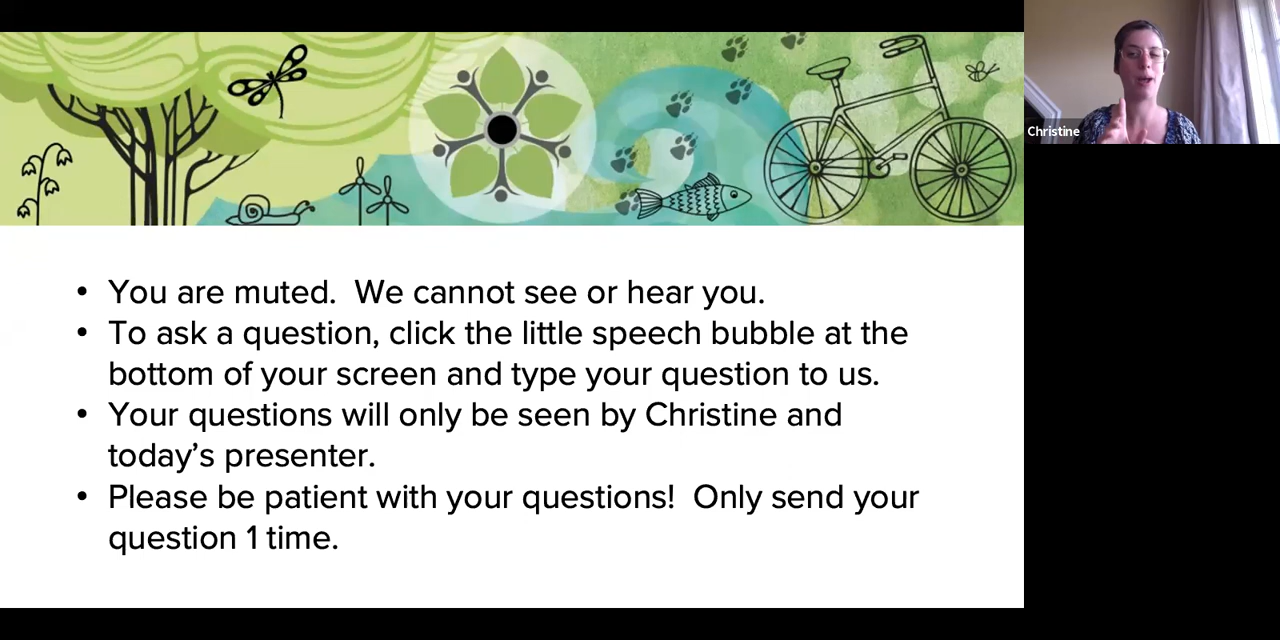 Christine
• You are muted.  We cannot see or hear you.
• To ask a question, click the little speech bubble at the
bottom of your screen and type your question to us.
• Your questions will only be seen by Christine and
today’s presenter.
• Please be patient with your questions!  Only send your
question 1 time.